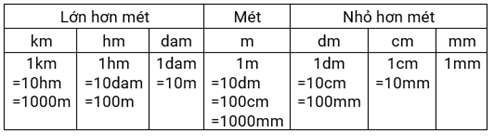 Lớn hơn mét Mét Nhỏ hơn mét
km hm dam m dm cm mm
1km 1hm 1dam 1m 1dm 1cm 1mm
=10hm =10dam =10m =10dm =10cm =10mm
=1000m =100m =100cm =100mm
=1000mm